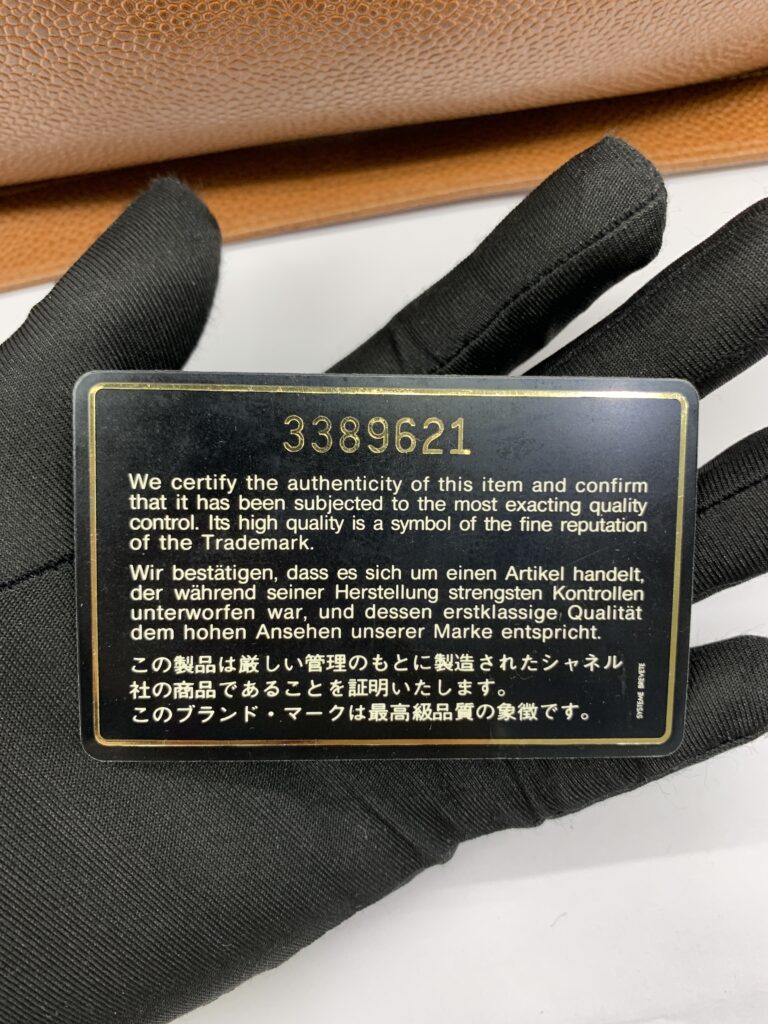 3389621
We certify the authenticity of this item and confirm
that it has been subjected to the most exacting quality
control. Its high quality is a symbol of the fine reputation
of the Trademark.
Wir bestätigen, dass es sich um einen Artikel handelt,
der während seiner Herstellung strengsten Kontrollen
unterworfen war, und dessen erstklassige Qualität
dem hohen Ansehen unserer Marke entspricht.
この製品は厳しい管理のもとに製造されたシャネル
社の商品であることを証明いたします。
このブランド・マークは最高級品質の象徴です。
SYSTEME BREVETE